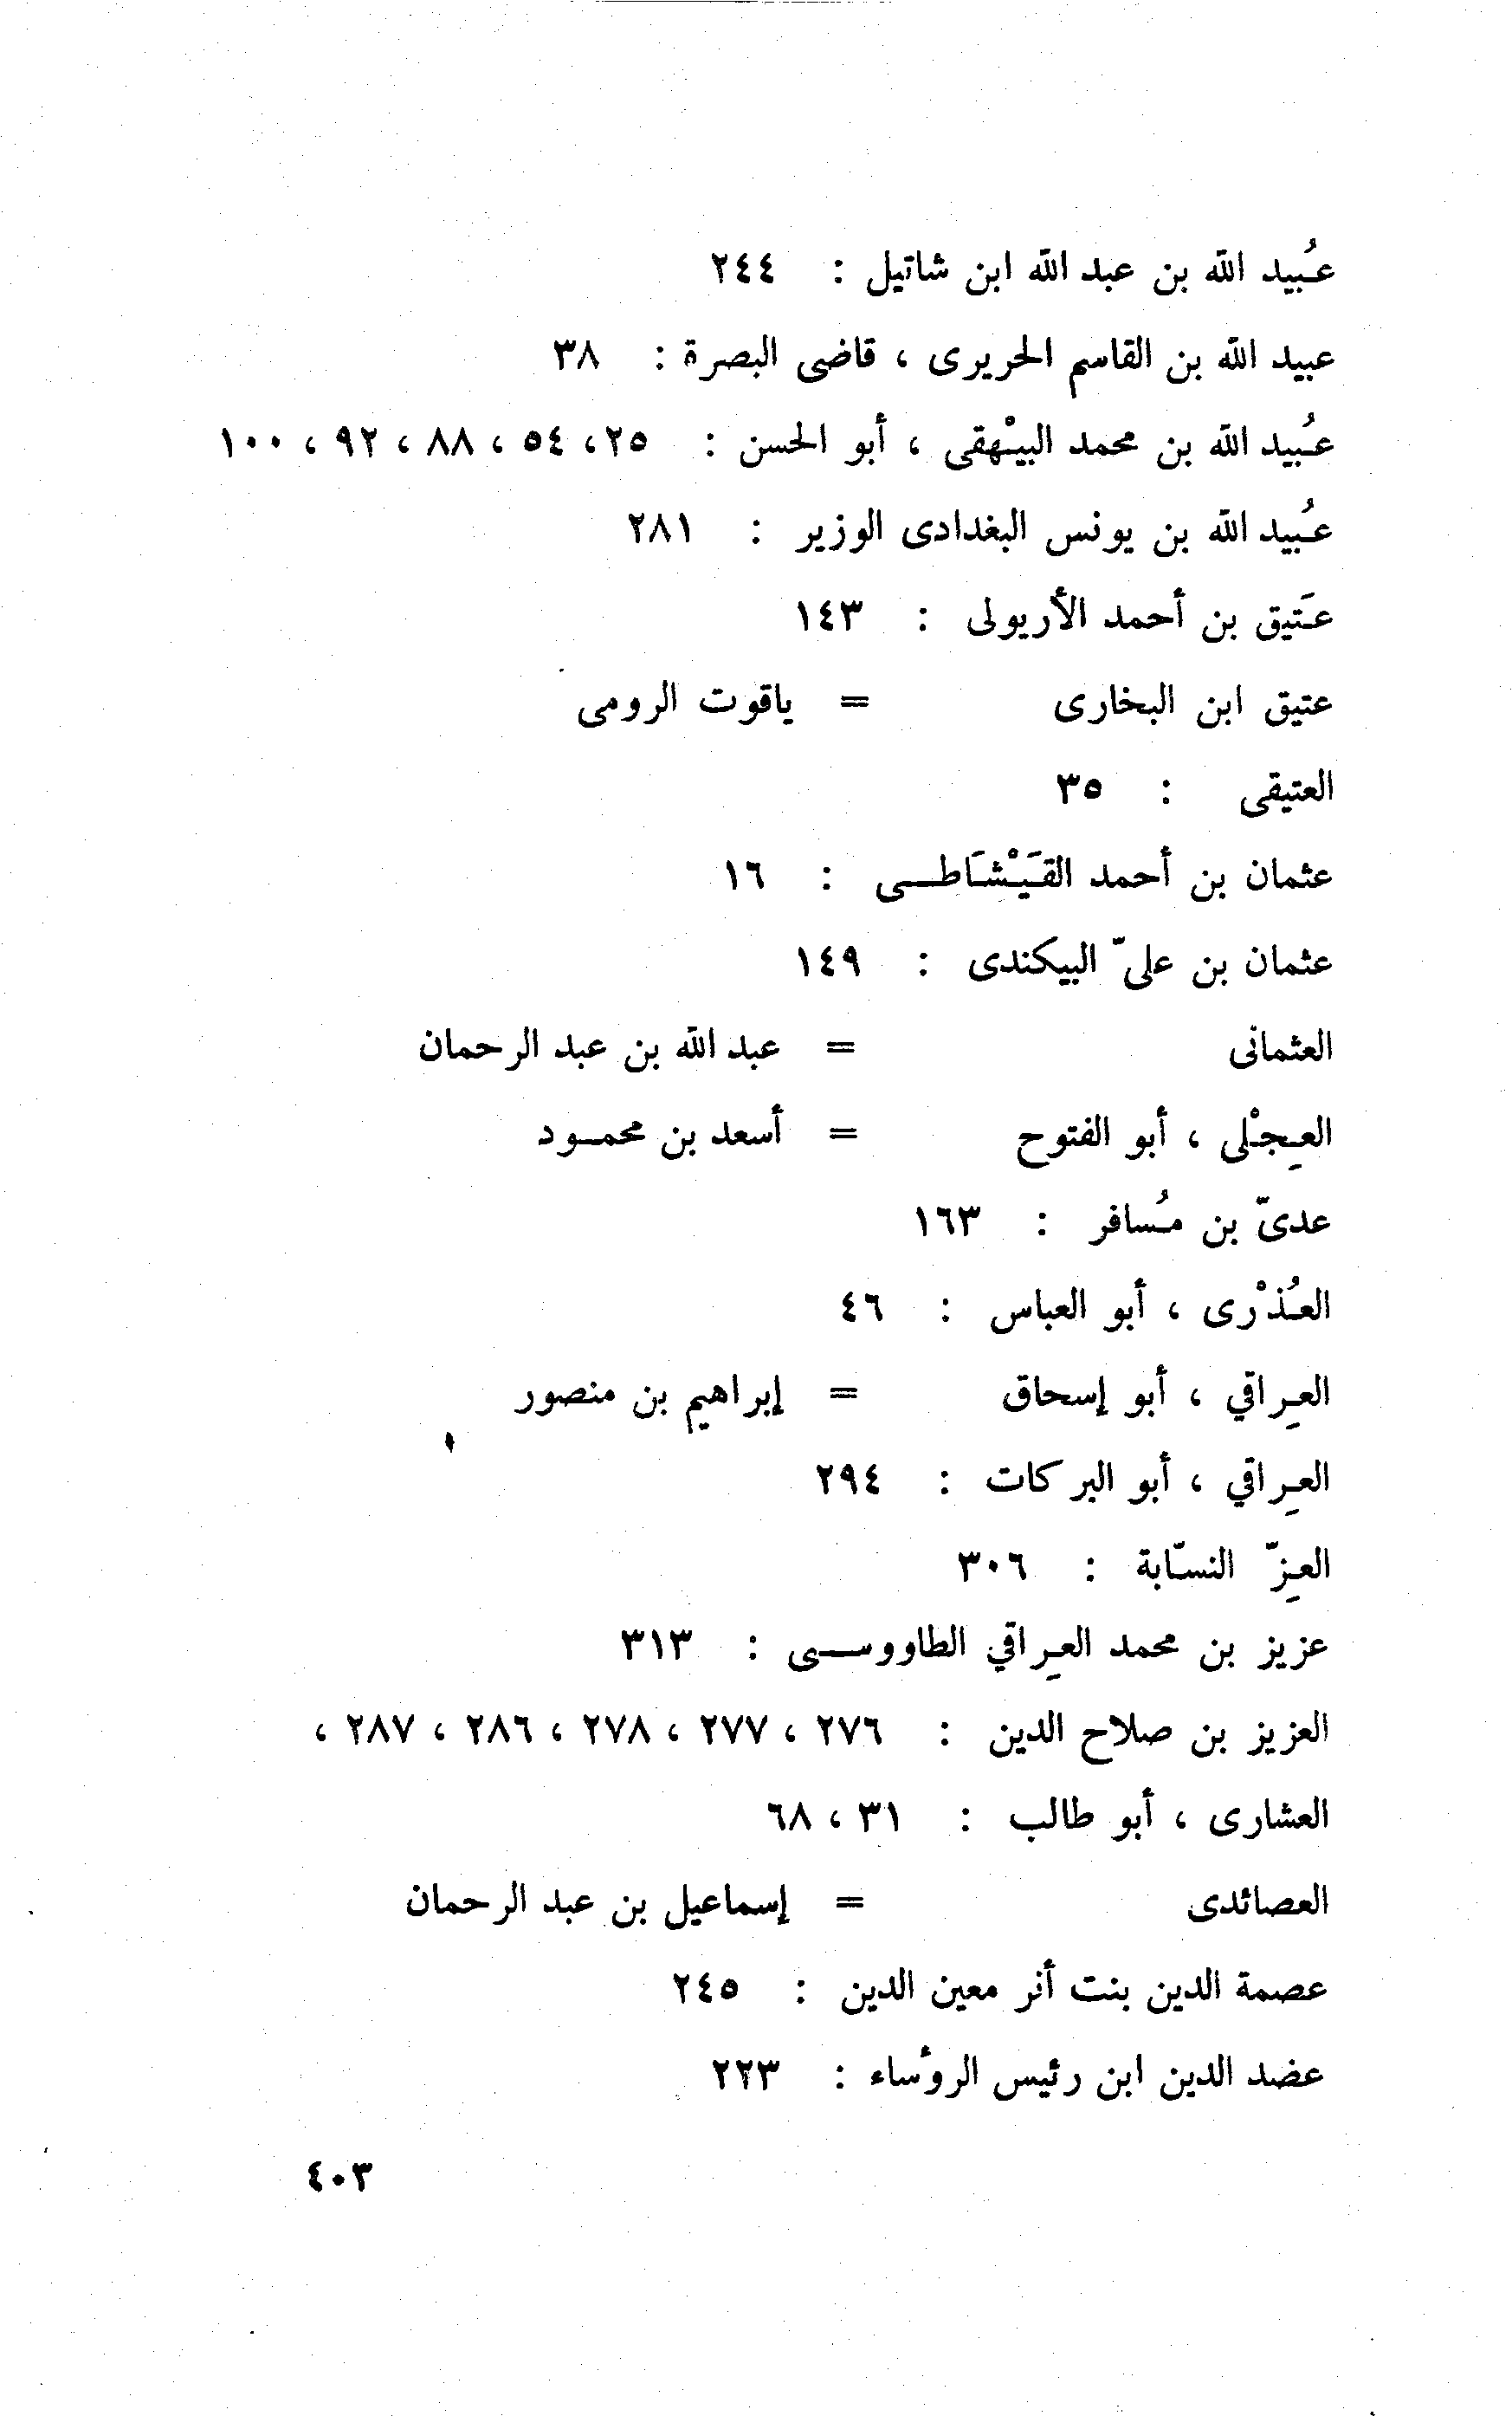 عُبيد الله بن عبد الله ابن شاتيل : ٢٤٤
عبيد الله بن القاسم الحريرى ، قاضى البصرة : ٣٨
عُبيد الله بن محمد البيْهقى ، أبو الحسن : ٢٥ ، ٥٤ ، ٨٨ ، ٩٢ ، ١٠٠
عُبيد الله بن يونس البغدادى الوزير : ٢٨١
عَتيق بن أحمد الأريولى : ١٤٣
عتيق ابن البخارى = ياقوت الرومى
العتيقى : ٣٥
عثمان بن أحمد القَيْشَاطــى : ١٦
عثمان بن علىّ البيكندى : ١٤٩
العثمانى = عبد الله بن عبد الرحمان
العِجْلى ، أبو الفتوح = أسعد بن محمــود
عدىّ بن مُسافر : ١٦٣
العُذْرى ، أبو العباس : ٤٦
العِراقي ، أبو إسحاق = إبراهيم بن منصور
العِراقي ، أبو البركات : ٢٩٤
العِزّ النسّابة : ٣٠٦
عزيز بن محمد العِراقي الطاووســى : ٣١٣
العزيز بن صلاح الدين : ٢٧٦ ، ٢٧٧ ، ٢٧٨ ، ٢٨٦ ، ٢٨٧ ،
العشارى ، أبو طالب : ٣١ ، ٦٨
العصائدى = إسماعيل بن عبد الرحمان
عصمة الدين بنت أنر معين الدين : ٢٤٥
عضد الدين ابن رئيس الرؤساء : ٢٢٣
٤٠٣